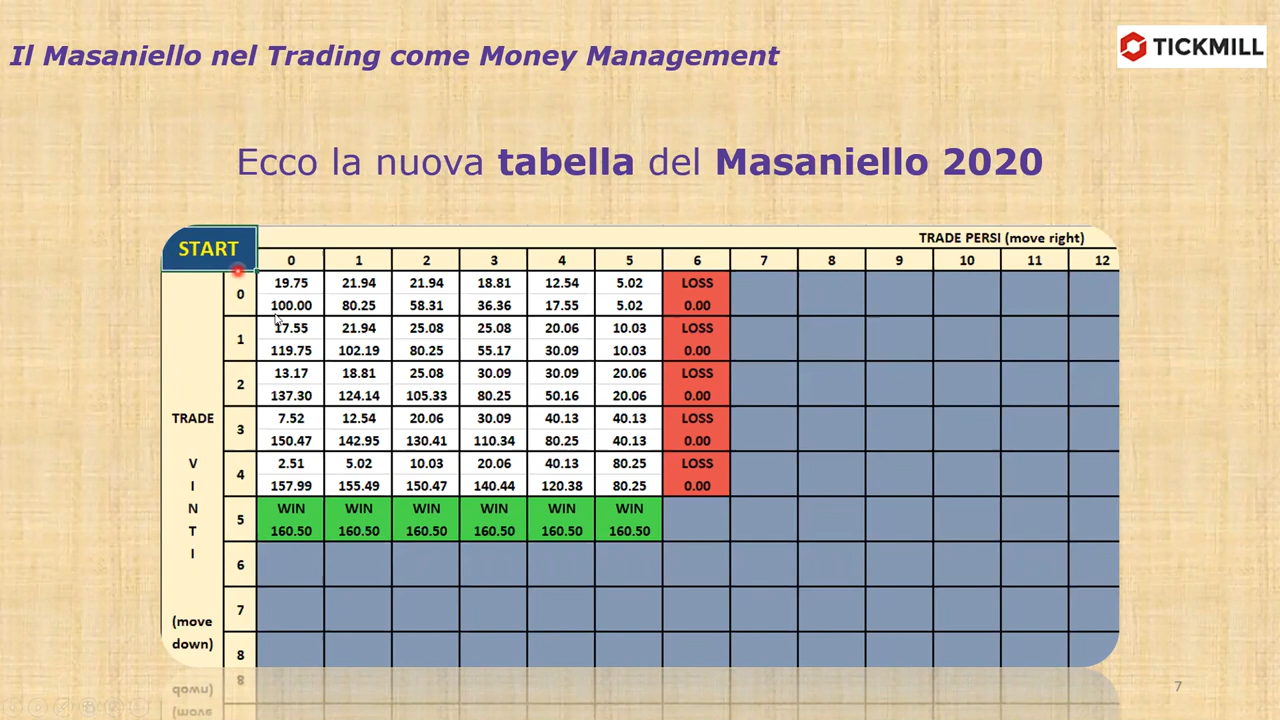 Il Masaniello nel Trading come Money Management
TICKMILL
Ecco la nuova tabella del Masaniello 2020
START
TRADE PERSI (move right)
0 1 2 3 4 5 6 7 8 9 10 11 12
0 19.75 21.94 21.94 18.81 12.54 5.02 LOSS
100.00 80.25 58.31 36.36 17.55 5.02 0.00
1 17.55 21.94 25.08 25.08 20.06 10.03 LOSS
119.75 102.19 80.25 55.17 30.09 10.03 0.00
2 13.17 18.81 25.08 30.09 30.09 20.06 LOSS
137.30 124.14 105.33 80.25 50.16 20.06 0.00
TRADE
3 7.52 12.54 20.06 30.09 40.13 40.13 LOSS
150.47 142.95 130.41 110.34 80.25 40.13 0.00
V
I
N
T
I
4 2.51 5.02 10.03 20.06 40.13 80.25 LOSS
157.99 155.49 150.47 140.44 120.38 80.25 0.00
5 WIN WIN WIN WIN WIN WIN
160.50 160.50 160.50 160.50 160.50 160.50
6
7
(move
down)
8
7